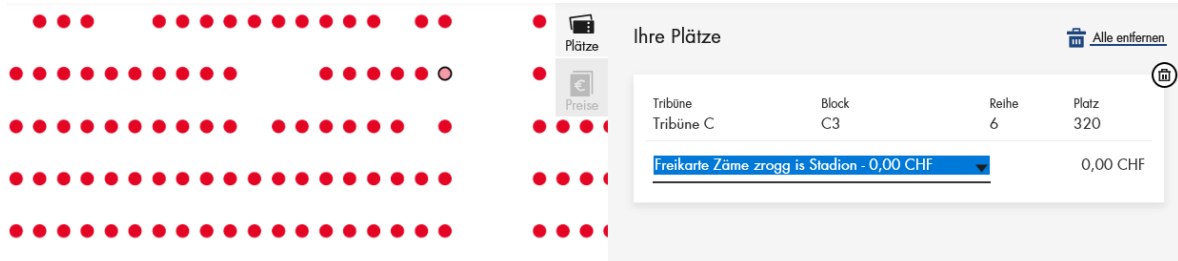 Plätze
€
Preise
Ihre Plätze
Alle entfernen
Tribüne Block Reihe Platz
Tribüne C C3 6 320
Freikarte Zäme zrogg is Stadion - 0,00 CHF 0,00 CHF